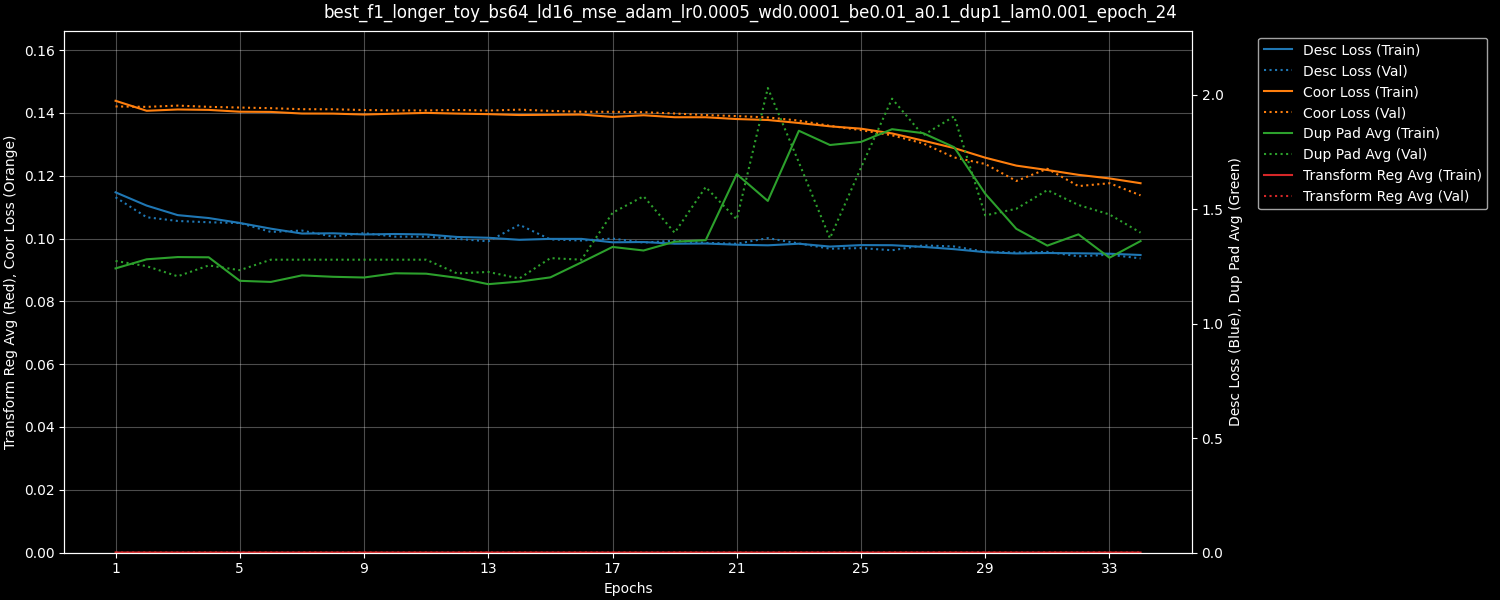 best_f1_longer_toy_bs64_ld16_mse_adam_lr0.0005_wd0.0001_be0.01_a0.1_dup1_lam0.001_epoch_24
Transform Reg Avg (Red), Coor Loss (Orange)
0.16
0.14
0.12
0.10
0.08
0.06
0.04
0.02
0.00
1 5 9 13 17 21 25 29 33
Epochs
2.0
1.5
1.0
0.5
0.0
Desc Loss (Blue), Dup Pad Avg (Green)
Desc Loss (Train)
Desc Loss (Val)
Coor Loss (Train)
Coor Loss (Val)
Dup Pad Avg (Train)
Dup Pad Avg (Val)
Transform Reg Avg (Train)
Transform Reg Avg (Val)